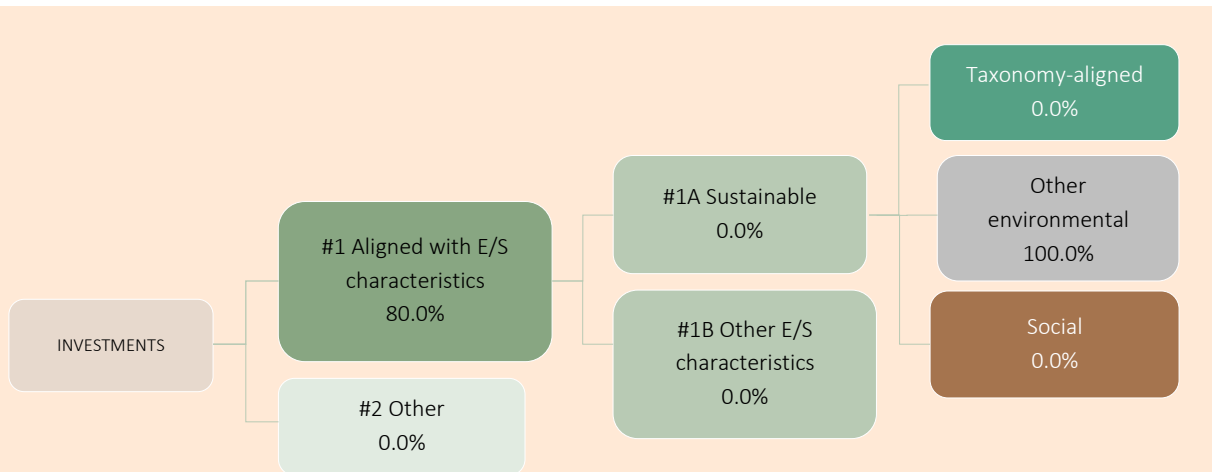 INVESTMENTS
#1 Aligned with E/S
characteristics
80.0%
#2 Other
0.0%
#1A Sustainable
0.0%
#1B Other E/S
characteristics
0.0%
Taxonomy-aligned
0.0%
Other
environmental
100.0%
Social
0.0%